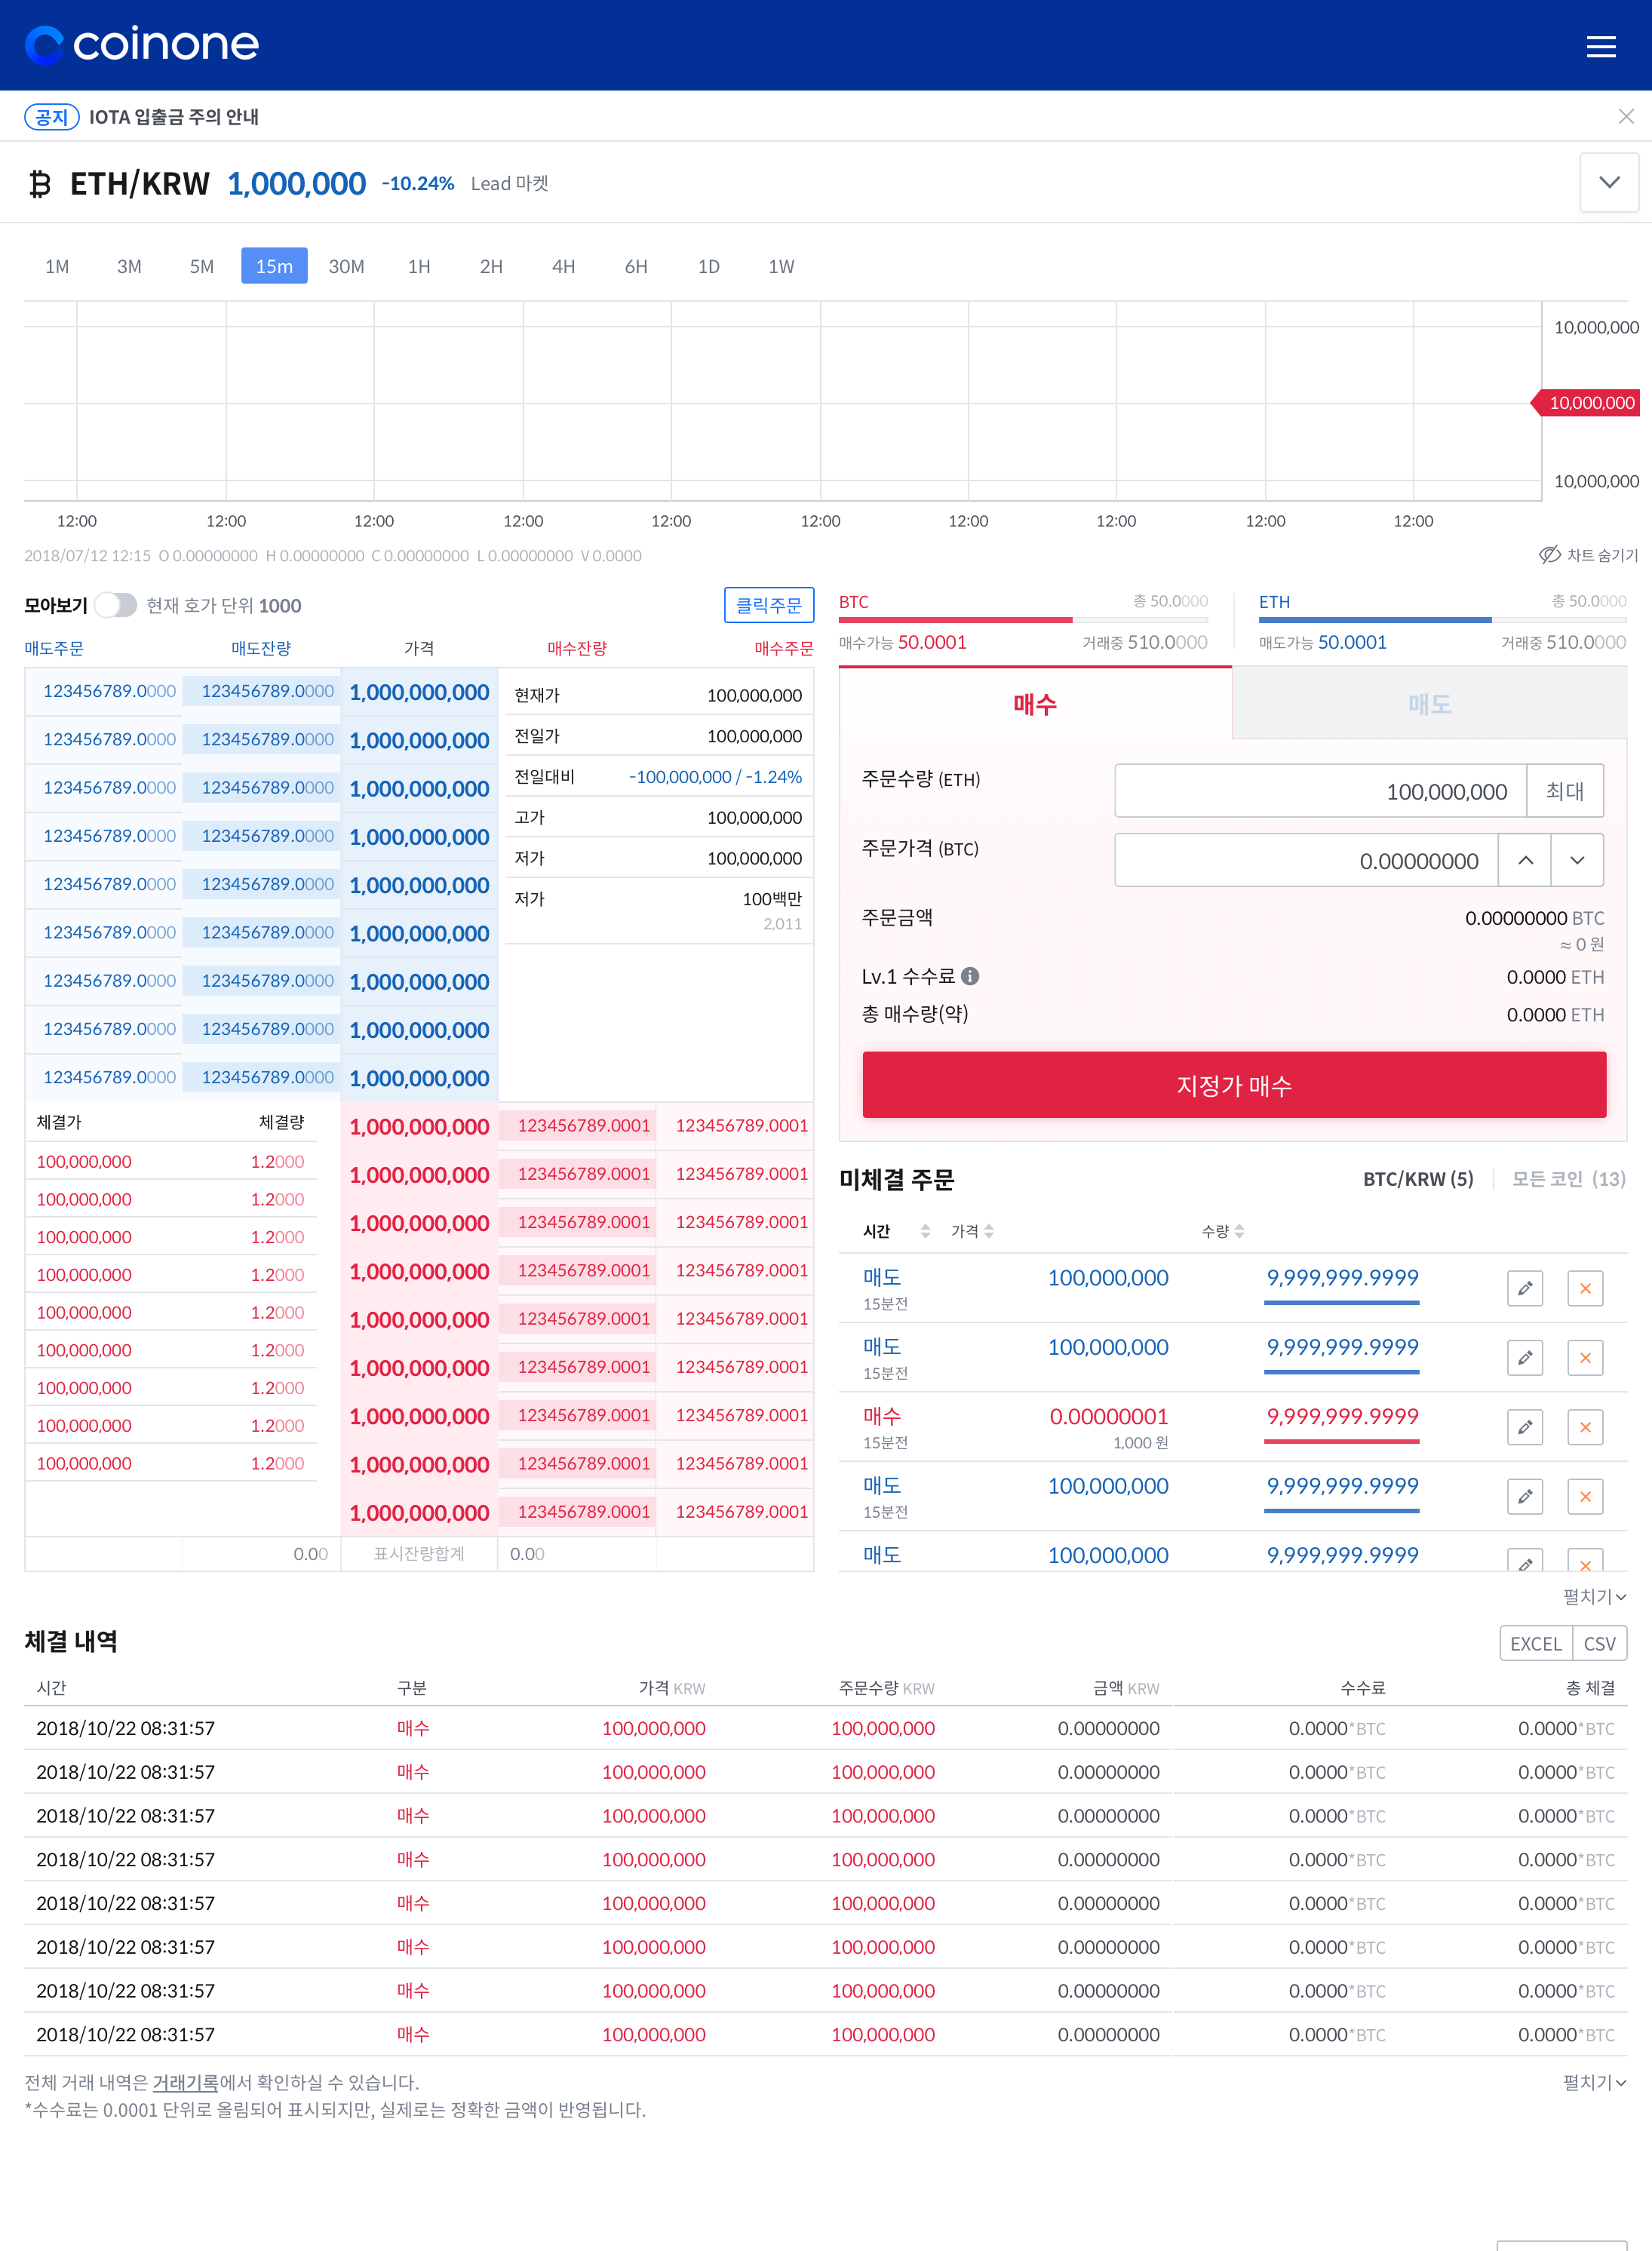 coinone
공지 IOTA 입출금 주의 안내
ETH/KRW 1,000,000 -10.24% Lead 마켓
1M 3M 5M 15m 30M 1H 2H 4H 6H 1D 1W
10,000,000
10,000,000
10,000,000
12:00 12:00 12:00 12:00 12:00 12:00 12:00 12:00 12:00 12:00
2018/07/12 12:15 O 0.00000000 H 0.00000000 C 0.00000000 L 0.00000000 V 0.0000
차트 숨기기
모아보기 현재 호가 단위 1000 클릭주문
매도주문 매도잔량 가격 매수잔량 매수주문
123456789.0000 123456789.0000 1,000,000,000
123456789.0000 123456789.0000 1,000,000,000
123456789.0000 123456789.0000 1,000,000,000
123456789.0000 123456789.0000 1,000,000,000
123456789.0000 123456789.0000 1,000,000,000
123456789.0000 123456789.0000 1,000,000,000
123456789.0000 123456789.0000 1,000,000,000
123456789.0000 123456789.0000 1,000,000,000
123456789.0000 123456789.0000 1,000,000,000
현재가 100,000,000
전일가 100,000,000
전일대비 -100,000,000 / -1.24%
고가 100,000,000
저가 100,000,000
저가 100백만
2,011
체결가 체결량
100,000,000 1.2000
100,000,000 1.2000
100,000,000 1.2000
100,000,000 1.2000
100,000,000 1.2000
100,000,000 1.2000
100,000,000 1.2000
100,000,000 1.2000
100,000,000 1.2000
1,000,000,000 123456789.0001 123456789.0001
1,000,000,000 123456789.0001 123456789.0001
1,000,000,000 123456789.0001 123456789.0001
1,000,000,000 123456789.0001 123456789.0001
1,000,000,000 123456789.0001 123456789.0001
1,000,000,000 123456789.0001 123456789.0001
1,000,000,000 123456789.0001 123456789.0001
1,000,000,000 123456789.0001 123456789.0001
1,000,000,000 123456789.0001 123456789.0001
0.00 표시잔량합계 0.00
BTC 총 50.0000
매수가능 50.0001 거래중 510.0000
ETH 총 50.0000
매도가능 50.0001 거래중 510.0000
매수 매도
주문수량 (ETH) 100,000,000 최대
주문가격 (BTC) 0.00000000
주문금액 0.00000000 BTC
≈ 0 원
Lv.1 수수료 0.0000 ETH
총 매수량(약) 0.0000 ETH
지정가 매수
미체결 주문 BTC/KRW (5) 모든 코인 (13)
시간 가격 수량
매도 100,000,000 9,999,999.9999
15분전
매도 100,000,000 9,999,999.9999
15분전
매수 0.00000001 9,999,999.9999
15분전 1,000 원
매도 100,000,000 9,999,999.9999
15분전
매도 100,000,000 9,999,999.9999
펼치기
체결 내역 EXCEL CSV
시간 구분 가격 KRW 주문수량 KRW 금액 KRW 수수료 총 체결
2018/10/22 08:31:57 매수 100,000,000 100,000,000 0.00000000 0.0000*BTC 0.0000*BTC
2018/10/22 08:31:57 매수 100,000,000 100,000,000 0.00000000 0.0000*BTC 0.0000*BTC
2018/10/22 08:31:57 매수 100,000,000 100,000,000 0.00000000 0.0000*BTC 0.0000*BTC
2018/10/22 08:31:57 매수 100,000,000 100,000,000 0.00000000 0.0000*BTC 0.0000*BTC
2018/10/22 08:31:57 매수 100,000,000 100,000,000 0.00000000 0.0000*BTC 0.0000*BTC
2018/10/22 08:31:57 매수 100,000,000 100,000,000 0.00000000 0.0000*BTC 0.0000*BTC
2018/10/22 08:31:57 매수 100,000,000 100,000,000 0.00000000 0.0000*BTC 0.0000*BTC
2018/10/22 08:31:57 매수 100,000,000 100,000,000 0.00000000 0.0000*BTC 0.0000*BTC
전체 거래 내역은 거래기록에서 확인하실 수 있습니다. 펼치기
*수수료는 0.0001 단위로 올림되어 표시되지만, 실제로는 정확한 금액이 반영됩니다.